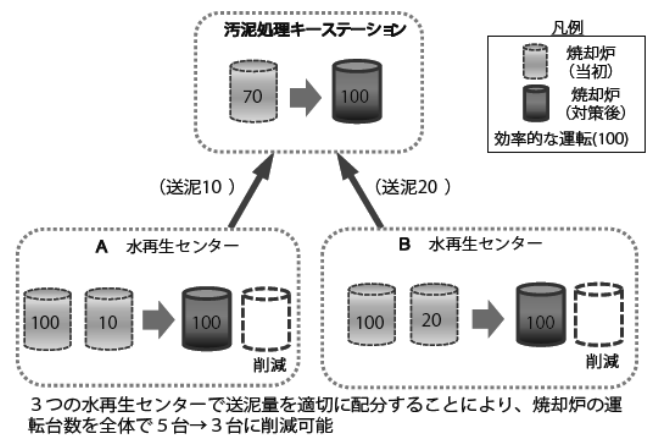 汚泥処理キーステーション
70
100
凡例
焼却炉
（当初）
焼却炉
（対策後）
効率的な運転(100)
（送泥10 ）
（送泥20 ）
A 水再生センター
100
10
100
削減
B 水再生センター
100
20
100
削減
３つの水再生センターで送泥量を適切に配分することにより、焼却炉の運
転台数を全体で５台→３台に削減可能